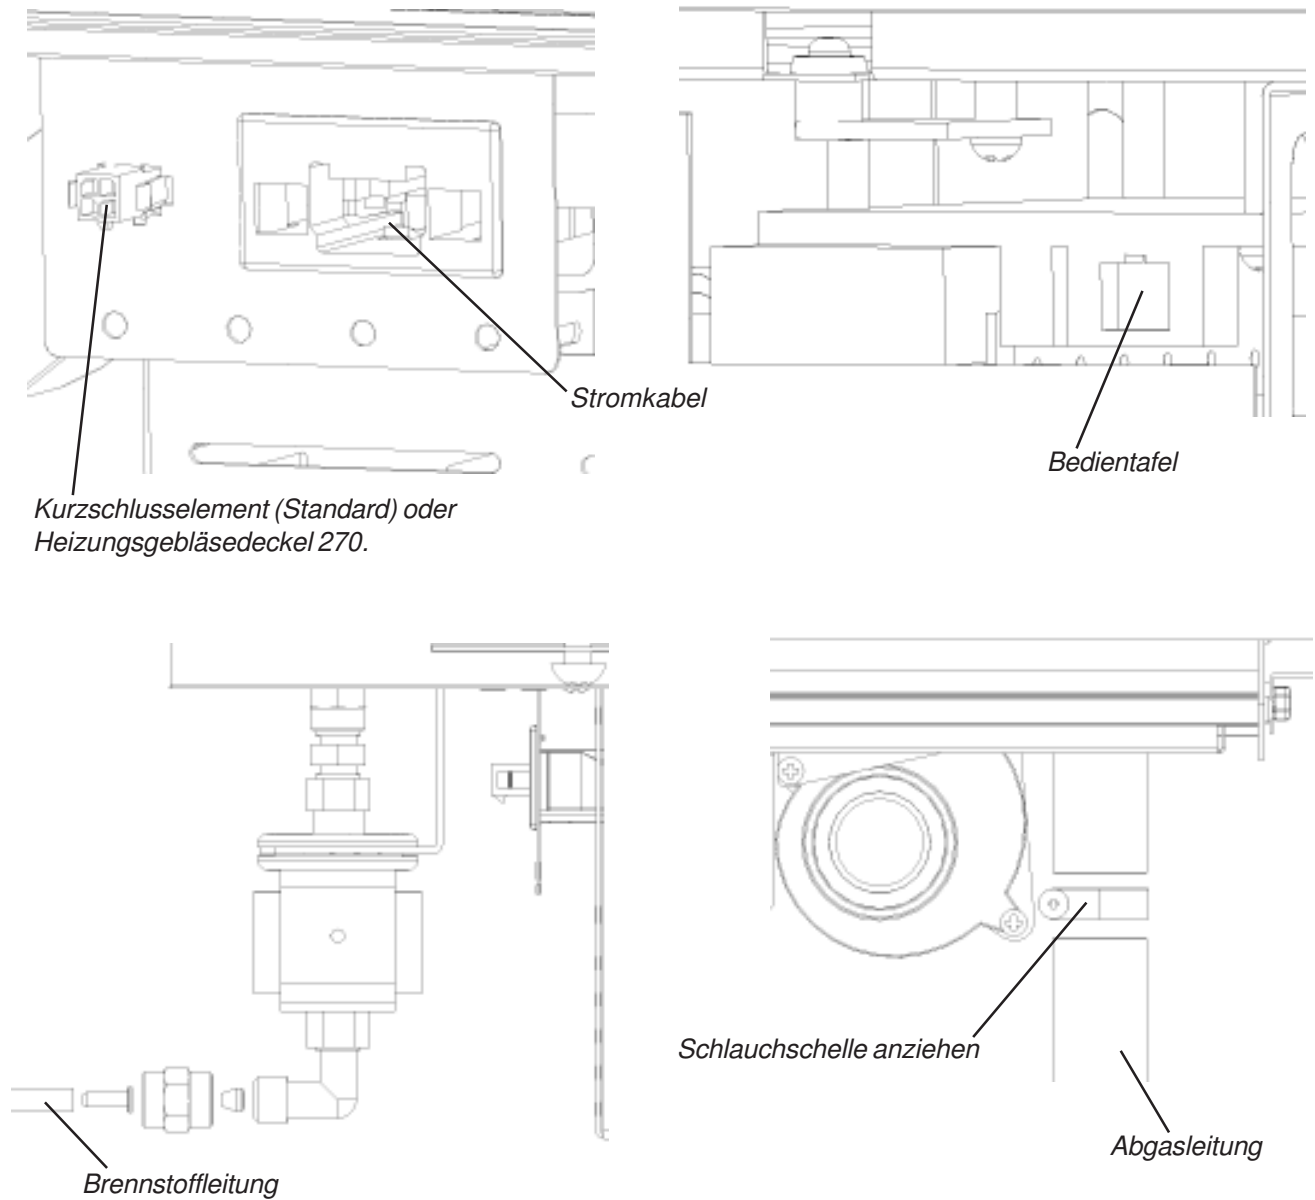 Stromkabel
Bedientafel
Kurzschlusselement (Standard) oder
Heizungsgebläsedeckel 270.
Schlauchschelle anziehen
Abgasleitung
Brennstoffleitung